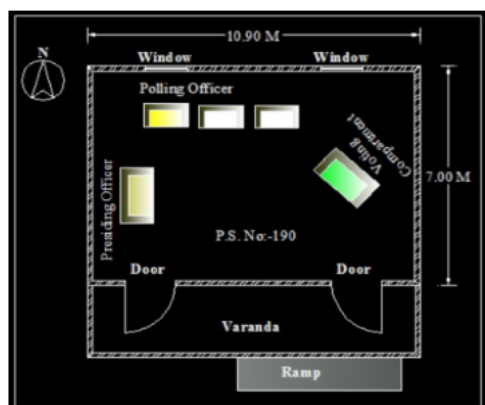 10.90 M
N
Window
Window
Polling Officer
Voting
Compartment
7.00 M
Presiding Officer
P.S. No:-190
Door
Door
Varanda
Ramp